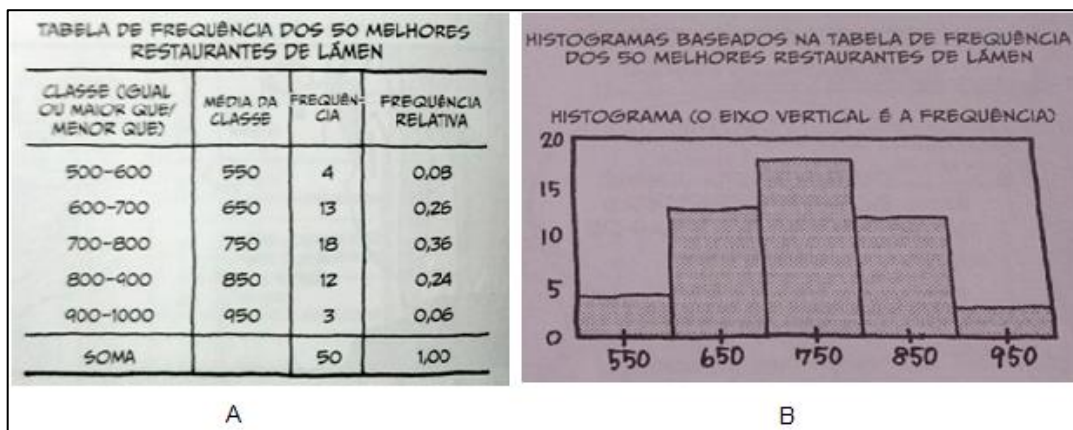 TABELA DE FREQUÊNCIA DOS 50 MELHORES
RESTAURANTES DE LÁMEN
CLASSE (IGUAL
OU MAIOR QUE/
MENOR QUE)
MÉDIA DA
CLASSE
FREQUÊN-
CIA
FREQUÊNCIA
RELATIVA
500-600 550 4 0,08
600-700 650 13 0,26
700-800 750 18 0,36
800-900 850 12 0,24
900-1000 950 3 0,06
SOMA 50 1,00
A
HISTOGRAMAS BASEADOS NA TABELA DE FREQUÊNCIA
DOS 50 MELHORES RESTAURANTES DE LÁMEN
HISTOGRAMA (O EIXO VERTICAL É A FREQUÊNCIA)
20
15
10
5
0
550 650 750 850 950
B